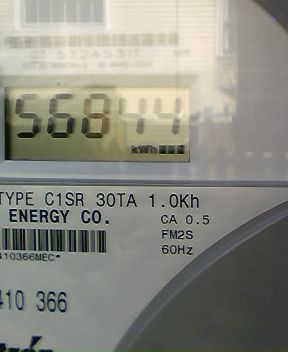 56844
kWh
TYPE C1SR 30TA 1.0Kh
ENERGY CO.
CA 0.5
FM2S
60Hz
410366MEC*
410 366